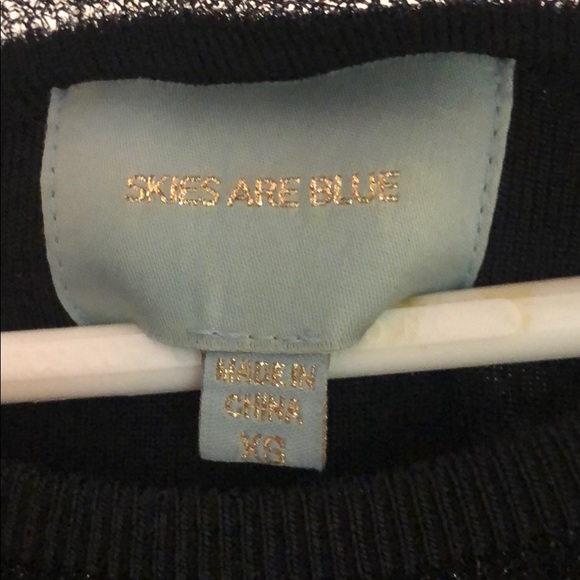 SKIES ARE BLUE
MADE IN
CHINA
XS